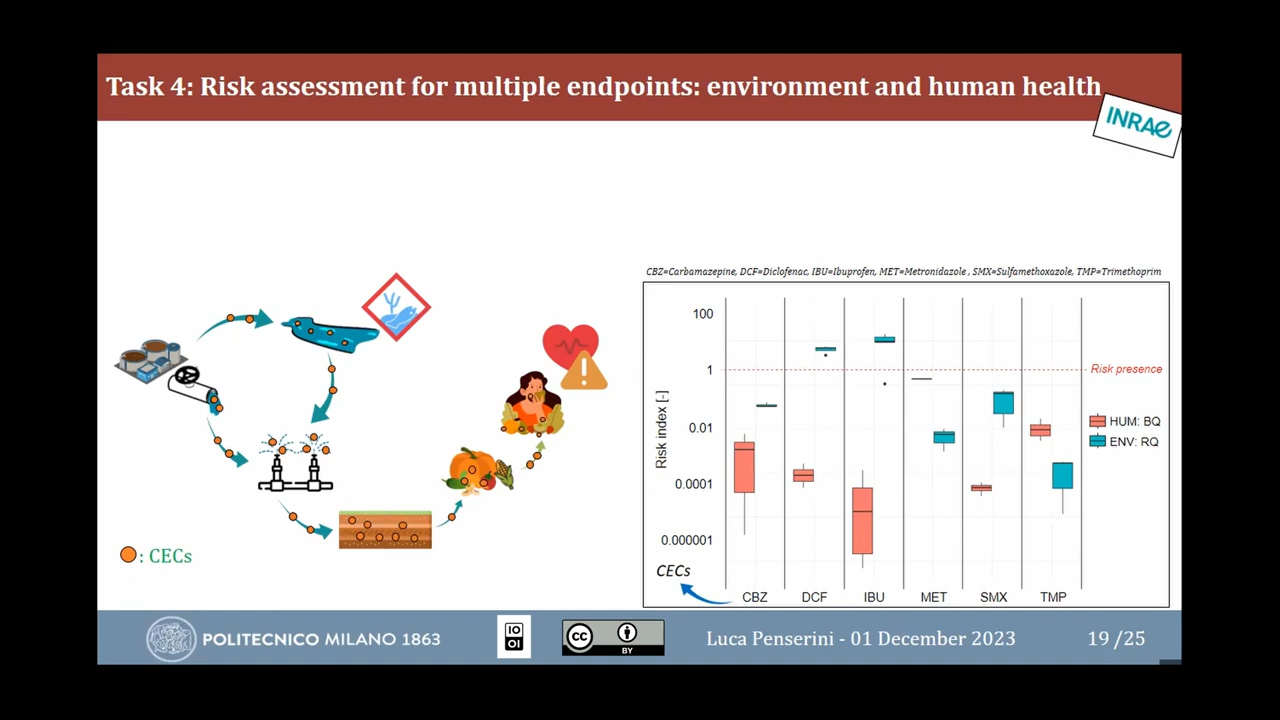 Task 4: Risk assessment for multiple endpoints: environment and human health
INRAE
CBZ=Carbamazepine, DCF=Diclofenac, IBU=Ibuprofen, MET=Metronidazole , SMX=Sulfamethoxazole, TMP=Trimethoprim
100
1
0.01
0.0001
0.000001
Risk index [-]
Risk presence
HUM: BQ
ENV: RQ
CECs
CBZ DCF IBU MET SMX TMP
: CECs
POLITECNICO MILANO 1863
IO
OI
CC
BY
Luca Penserini - 01 December 2023
19 /25